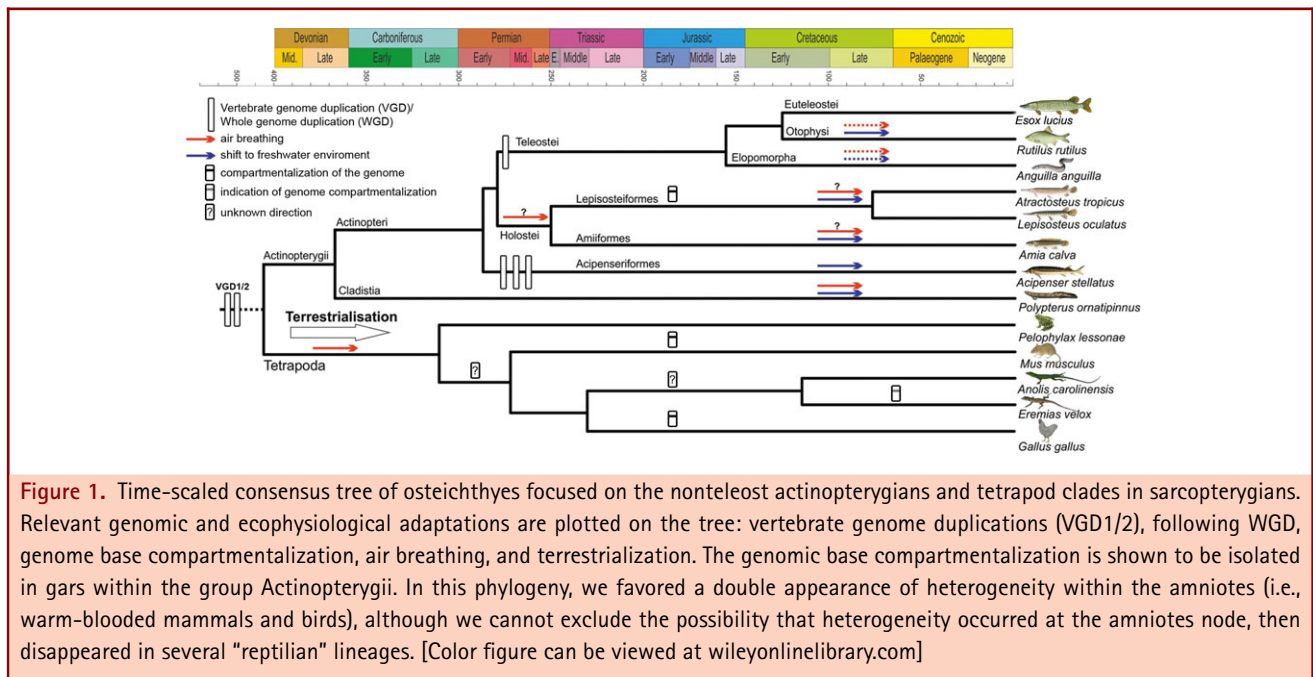 Devonian Carboniferous Permian Triassic Jurassic Cretaceous Cenozoic
Mid. Late Early Late Early Mid. Late E. Middle Late Early Middle Late Early Late Palaeogene Neogene
500 400 350 300 250 200 150 100 50
Vertebrate genome duplication (VGD)/
Whole genome duplication (WGD)
air breathing
shift to freshwater enviroment
compartmentalization of the genome
indication of genome compartmentalization
? unknown direction
Euteleostei
Esox lucius
Teleostei
Otophysi
Rutilus rutilus
Elopomorpha
Anguilla anguilla
?
Lepisosteiformes
Atractosteus tropicus
Actinopteri
?
Lepisosteus oculatus
Holostei
?
Amiiformes
Amia calva
Actinopterygii
Acipenseriformes
Acipenser stellatus
VGD1/2
Cladistia
Polypterus ornatipinnus
Terrestrialisation
Pelophylax lessonae
Tetrapoda
Mus musculus
?
?
Anolis carolinensis
Eremias velox
Gallus gallus
Figure 1. Time-scaled consensus tree of osteichthyes focused on the nonteleost actinopterygians and tetrapod clades in sarcopterygians.
Relevant genomic and ecophysiological adaptations are plotted on the tree: vertebrate genome duplications (VGD1/2), following WGD,
genome base compartmentalization, air breathing, and terrestrialization. The genomic base compartmentalization is shown to be isolated
in gars within the group Actinopterygii. In this phylogeny, we favored a double appearance of heterogeneity within the amniotes (i.e.,
warm-blooded mammals and birds), although we cannot exclude the possibility that heterogeneity occurred at the amniotes node, then
disappeared in several "reptilian" lineages. [Color figure can be viewed at wileyonlinelibrary.com]